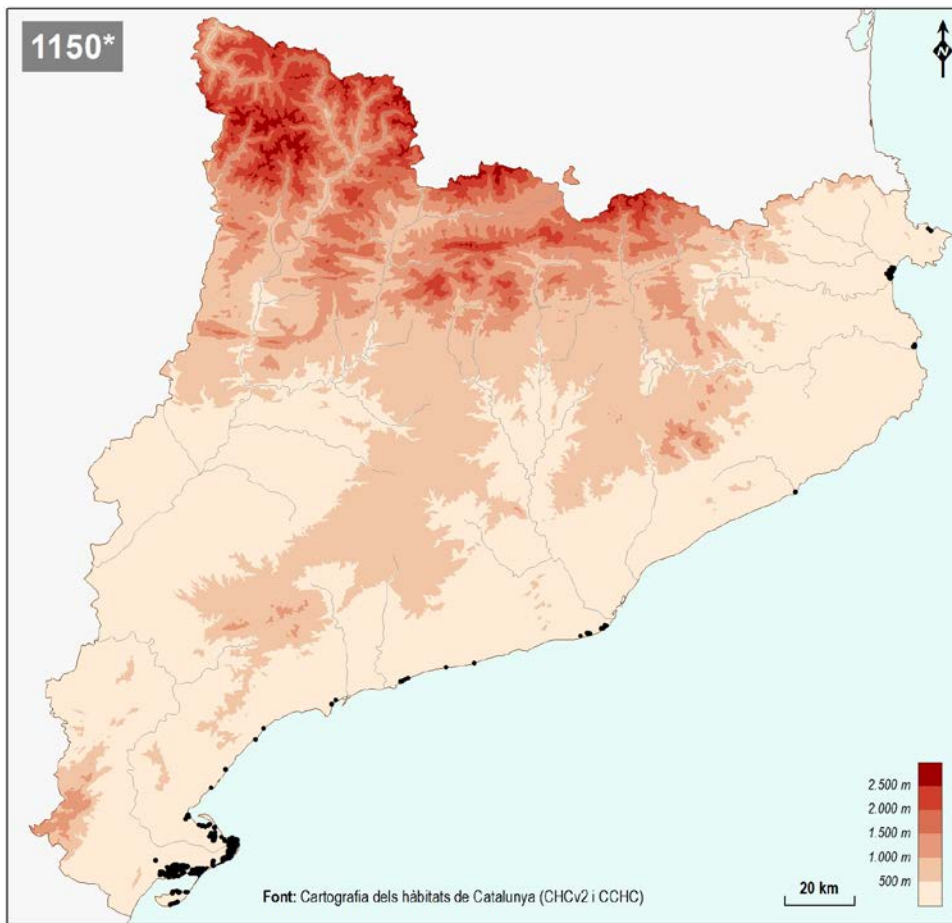 1150*
N
2.500 m
2.000 m
1.500 m
1.000 m
500 m
20 km
Font: Cartografia dels hàbitats de Catalunya (CHCv2 i CCHC)